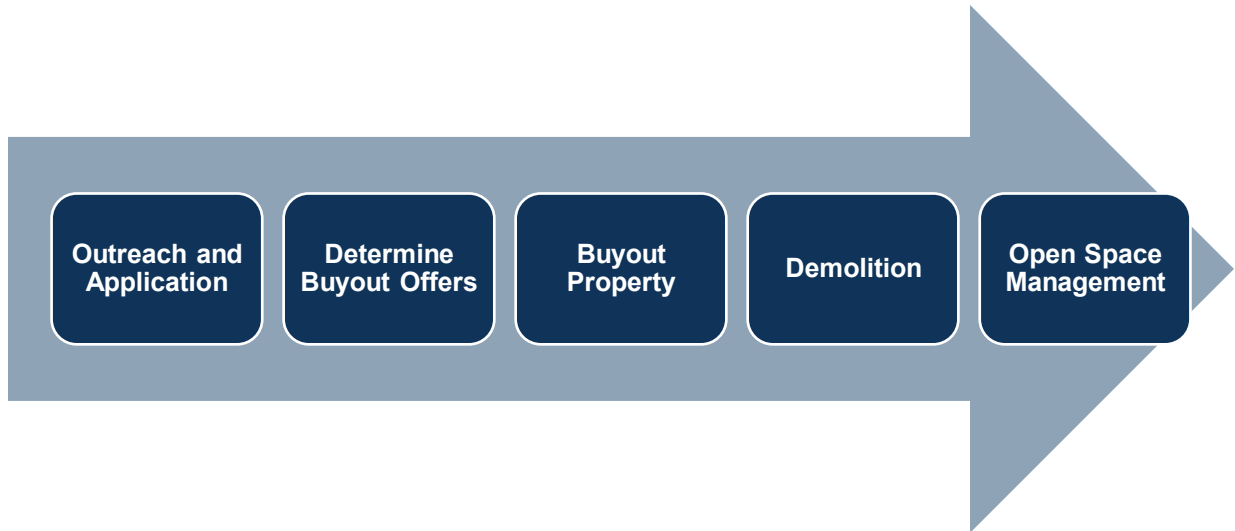 Outreach and
Application
Determine
Buyout Offers
Buyout
Property
Demolition
Open Space
Management